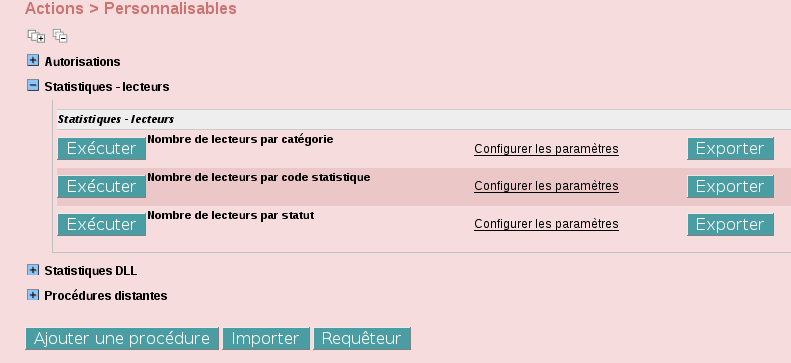 Actions > Personnalisables
Autorisations
Statistiques - lecteurs
Statistiques - lecteurs
Exécuter Nombre de lecteurs par catégorie Configurer les paramètres Exporter
Exécuter Nombre de lecteurs par code statistique Configurer les paramètres Exporter
Exécuter Nombre de lecteurs par statut Configurer les paramètres Exporter
Statistiques DLL
Procédures distantes
Ajouter une procédure Importer Requêteur